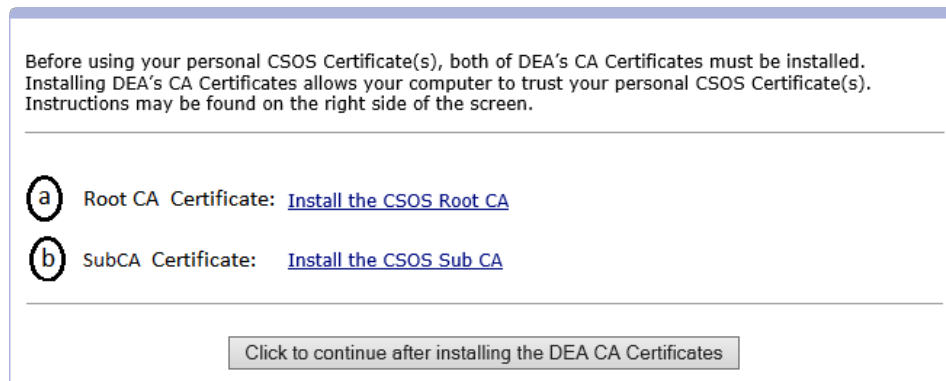 Before using your personal CSOS Certificate(s), both of DEA's CA Certificates must be installed.
Installing DEA's CA Certificates allows your computer to trust your personal CSOS Certificate(s).
Instructions may be found on the right side of the screen.
a Root CA Certificate: Install the CSOS Root CA
b SubCA Certificate: Install the CSOS Sub CA
Click to continue after installing the DEA CA Certificates